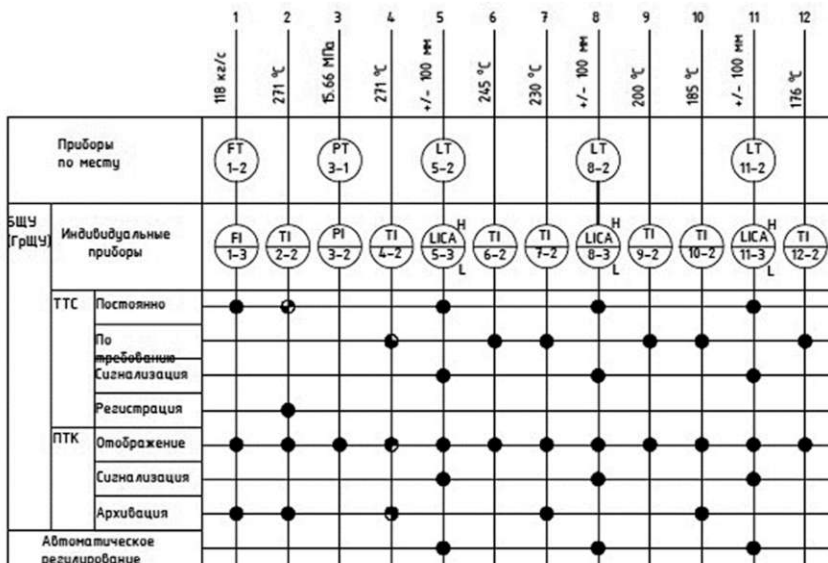 1 2 3 4 5 6 7 8 9 10 11 12
118 кг/с 271 °С 15.66 МПа 271 °С +/- 100 мм 245 °С 230 °С +/- 100 мм 200 °С 185 °С +/- 100 мм 176 °С
Приборы
по месту
FT PT LT LT LT
1-2 3-1 5-2 8-2 11-2
БЩУ
(ГрЩУ)
Индивидуальные
приборы
H H H
FI TI PI TI LICA TI TI LICA TI TI LICA TI
1-3 2-2 3-2 4-2 5-3 6-2 7-2 8-3 9-2 10-2 11-3 12-2
L L L
ТТС Постоянно
По
требованию
Сигнализация
Регистрация
ПТК Отображение
Сигнализация
Архивация
Автоматическое
регулирование